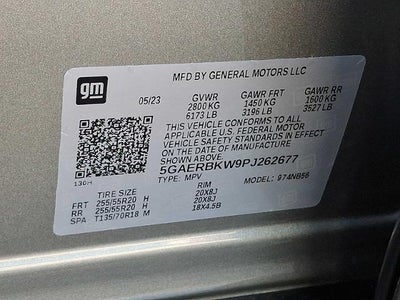 gm
MFD BY GENERAL MOTORS LLC
05/23 GVWR GAWR FRT GAWR RR
2800 KG 1450 KG 1600 KG
6173 LB 3196 LB 3527 LB
THIS VEHICLE CONFORMS TO ALL
APPLICABLE U.S. FEDERAL MOTOR
VEHICLE SAFETY STANDARDS IN EFFECT
ON THE DATE OF MANUFACTURE
SHOWN ABOVE.
5GAERBKW9PJ262677
130H TYPE: MPV MODEL: 974NB56
TIRE SIZE RIM
FRT 255/55R20 H 20X8J
RR 255/55R20 H 20X8J
SPA T135/70R18 M 18X4.5B